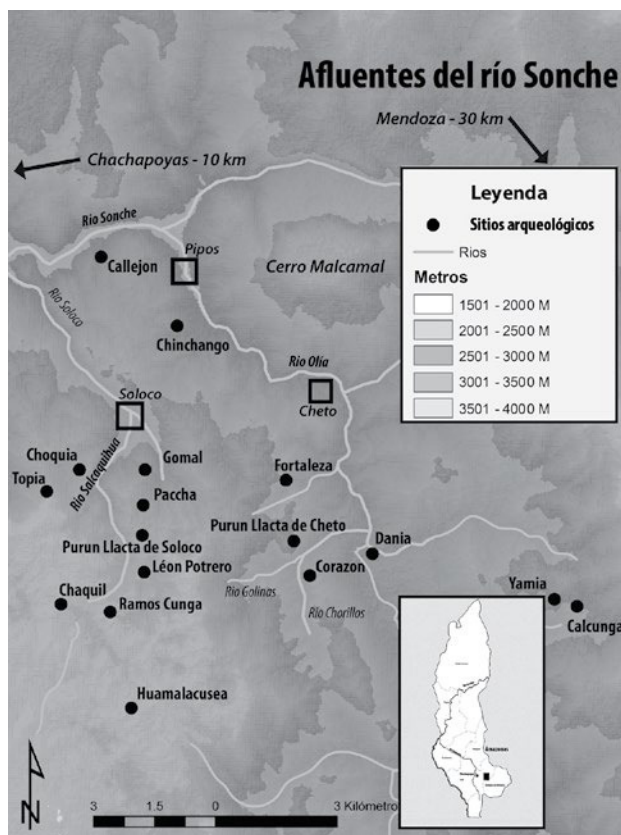 Afluentes del río Sonche
Mendoza - 30 km
Chachapoyas - 10 km
Leyenda
Sitios arqueológicos
Rios
Metros
1501 - 2000 M
2001 - 2500 M
2501 - 3000 M
3001 - 3500 M
3501 - 4000 M
Rio Sonche
Pipos
Callejon
Cerro Malcamal
Rio Soloco
Chinchango
Rio Olia
Soloco
Cheto
Choquia
Rio Salcaquihua
Gomal
Fortaleza
Topia
Paccha
Purun Llacta de Cheto
Dania
Purun Llacta de Soloco
Léon Potrero
Corazon
Chaquil
Ramos Cunga
Rio Golinas
Rio Chorillos
Yamia
Calcunga
Huamalacusea
N
3 1.5 0 3 Kilómetro